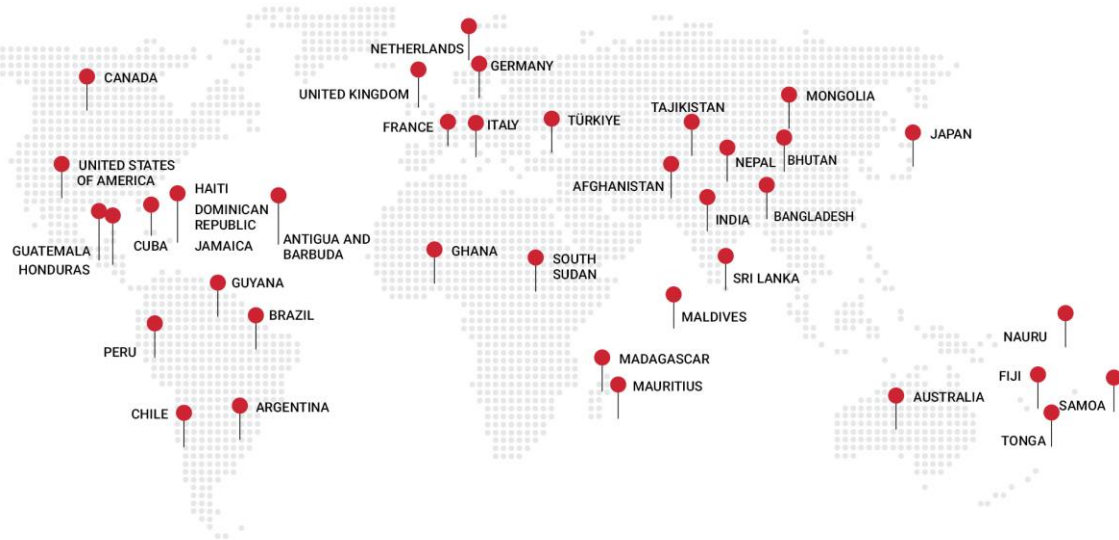 NETHERLANDS
GERMANY
CANADA
UNITED KINGDOM
MONGOLIA
TAJIKISTAN
FRANCE
ITALY
TÜRKIYE
JAPAN
UNITED STATES
OF AMERICA
NEPAL
BHUTAN
AFGHANISTAN
HAITI
DOMINICAN
REPUBLIC
JAMAICA
CUBA
ANTIGUA AND
BARBUDA
INDIA
BANGLADESH
GUATEMALA
HONDURAS
GHANA
SOUTH
SUDAN
SRI LANKA
GUYANA
BRAZIL
MALDIVES
PERU
NAURU
MADAGASCAR
MAURITIUS
FIJI
SAMOA
AUSTRALIA
CHILE
ARGENTINA
TONGA